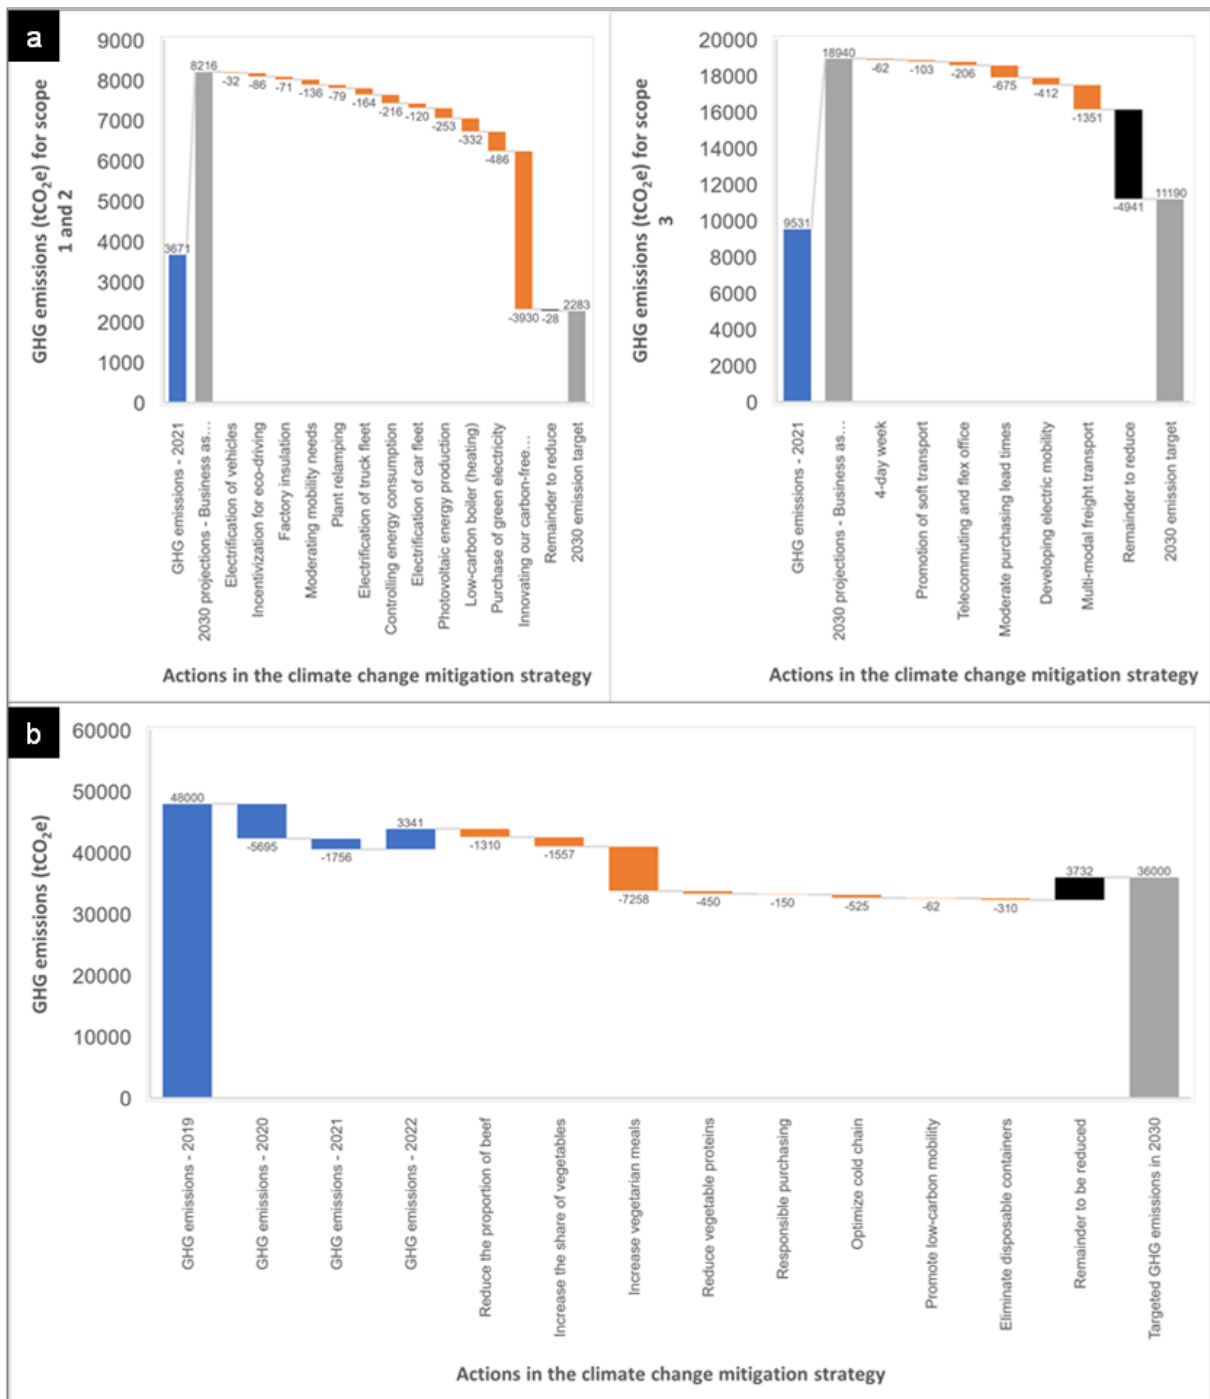 a
GHG emissions (tCO2e) for scope
1 and 2
9000
8000
7000
6000
5000
4000
3000
2000
1000
0
3671
8216
-32
-86
-71
-136
-79
-164
-216
-120
-253
-332
-486
-3930
-28
2283
GHG emissions - 2021
2030 projections - Business as…
Electrification of vehicles
Incentivization for eco-driving
Factory insulation
Moderating mobility needs
Plant relamping
Electrification of truck fleet
Controlling energy consumption
Electrification of car fleet
Photovoltaic energy production
Low-carbon boiler (heating)
Purchase of green electricity
Innovating our carbon-free…
Remainder to reduce
2030 emission target
Actions in the climate change mitigation strategy
GHG emissions (tCO2e) for scope
3
20000
18000
16000
14000
12000
10000
8000
6000
4000
2000
0
9531
18940
-62
-103
-206
-675
-412
-1351
-4941
11190
GHG emissions - 2021
2030 projections - Business as…
4-day week
Promotion of soft transport
Telecommuting and flex office
Moderate purchasing lead times
Developing electric mobility
Multi-modal freight transport
Remainder to reduce
2030 emission target
Actions in the climate change mitigation strategy
b
GHG emissions (tCO2e)
60000
50000
40000
30000
20000
10000
0
48000
-5695
-1756
3341
-1310
-1557
-7258
-450
-150
-525
-62
-310
3732
36000
GHG emissions - 2019
GHG emissions - 2020
GHG emissions - 2021
GHG emissions - 2022
Reduce the proportion of beef
Increase the share of vegetables
Increase vegetarian meals
Reduce vegetable proteins
Responsible purchasing
Optimize cold chain
Promote low-carbon mobility
Eliminate disposable containers
Remainder to be reduced
Targeted GHG emissions in 2030
Actions in the climate change mitigation strategy